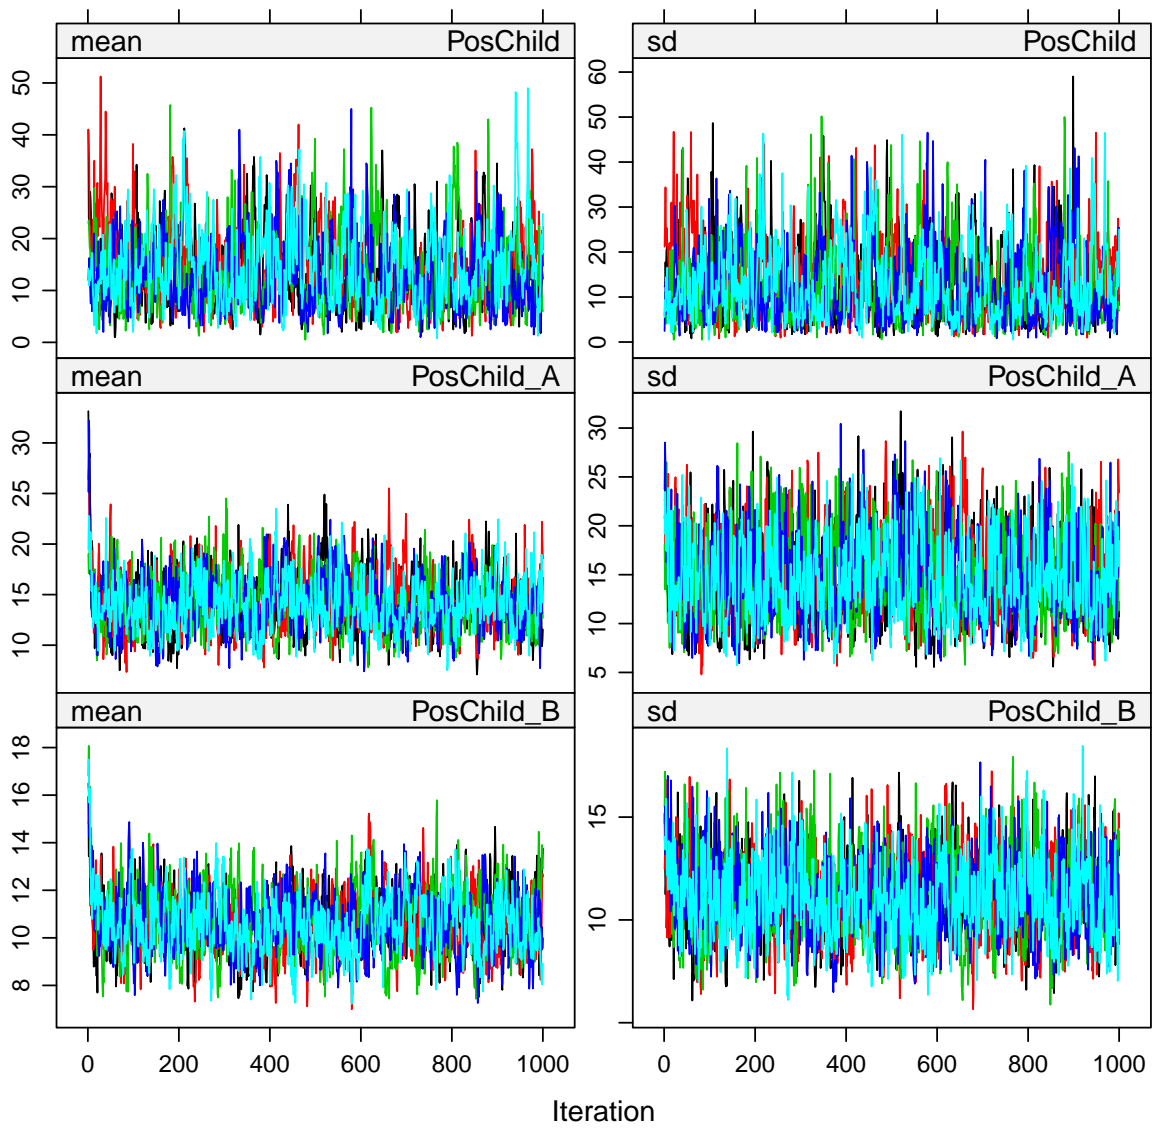 mean PosChild
sd PosChild
0 10 20 30 40 50
0 10 20 30 40 50 60
mean PosChild_A
sd PosChild_A
10 15 20 25 30
5 10 15 20 25 30
mean PosChild_B
sd PosChild_B
8 10 12 14 16 18
10 15
0 200 400 600 800 1000
0 200 400 600 800 1000
Iteration